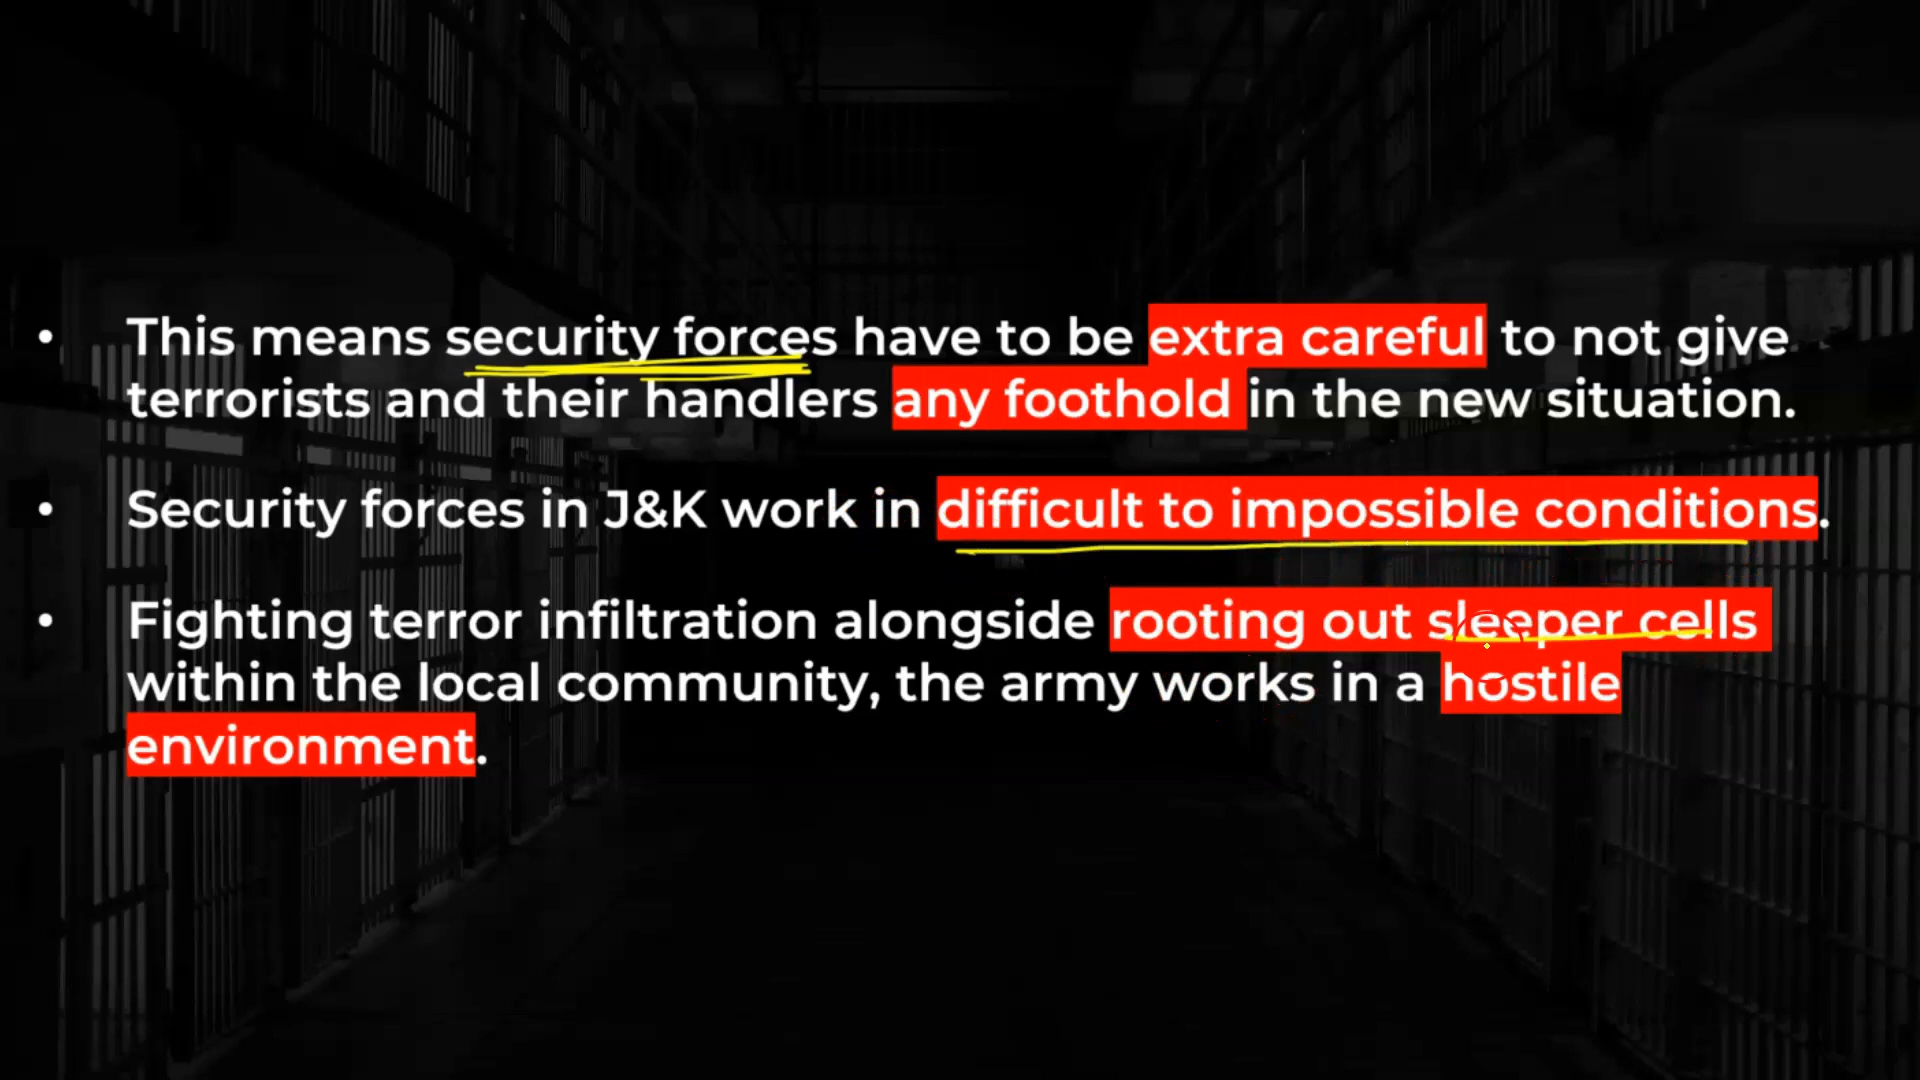 • This means security forces have to be extra careful to not give
terrorists and their handlers any foothold in the new situation.
• Security forces in J&K work in difficult to impossible conditions.
• Fighting terror infiltration alongside rooting out sleeper cells
within the local community, the army works in a hostile
environment.